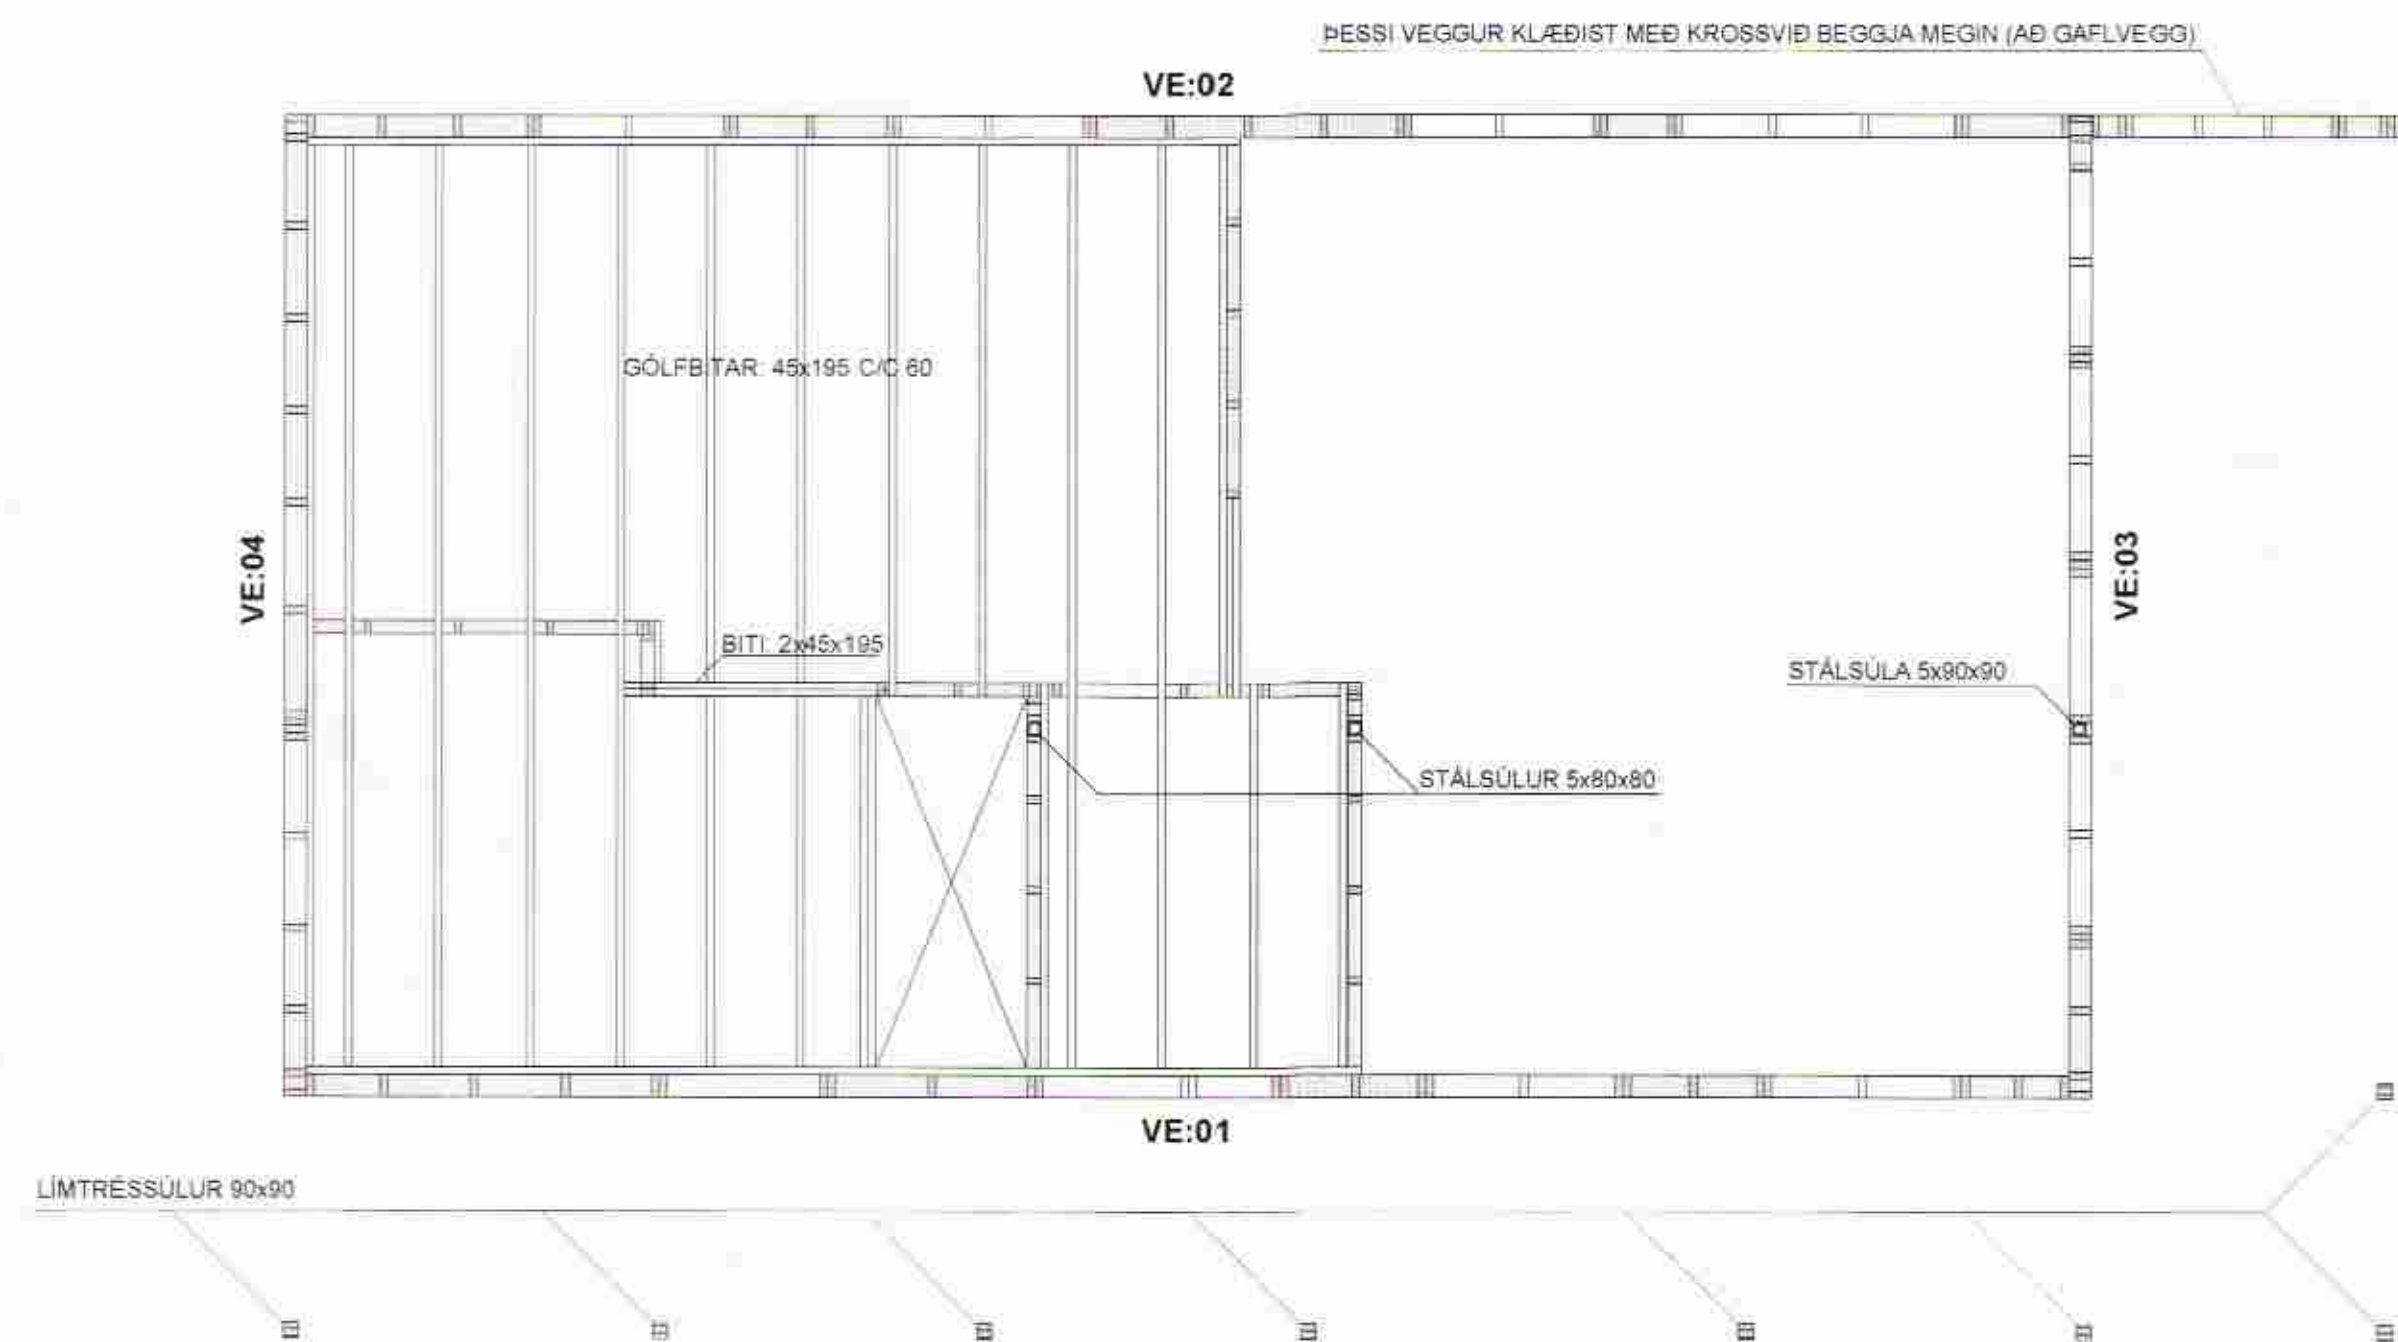 ÞESSI VEGGUR KLÆÐIST MEÐ KROSSVIÐ BEGGJA MEGIN (AÐ GAFLVEGG)
VE:02
GÓLFBITAR: 45x195 C/C 60
VE:04
VE:03
BITI: 2x45x195
STÁLSÚLA 5x90x90
STÁLSÚLUR 5x80x80
VE:01
LÍMTRÉSSÚLUR 90x90